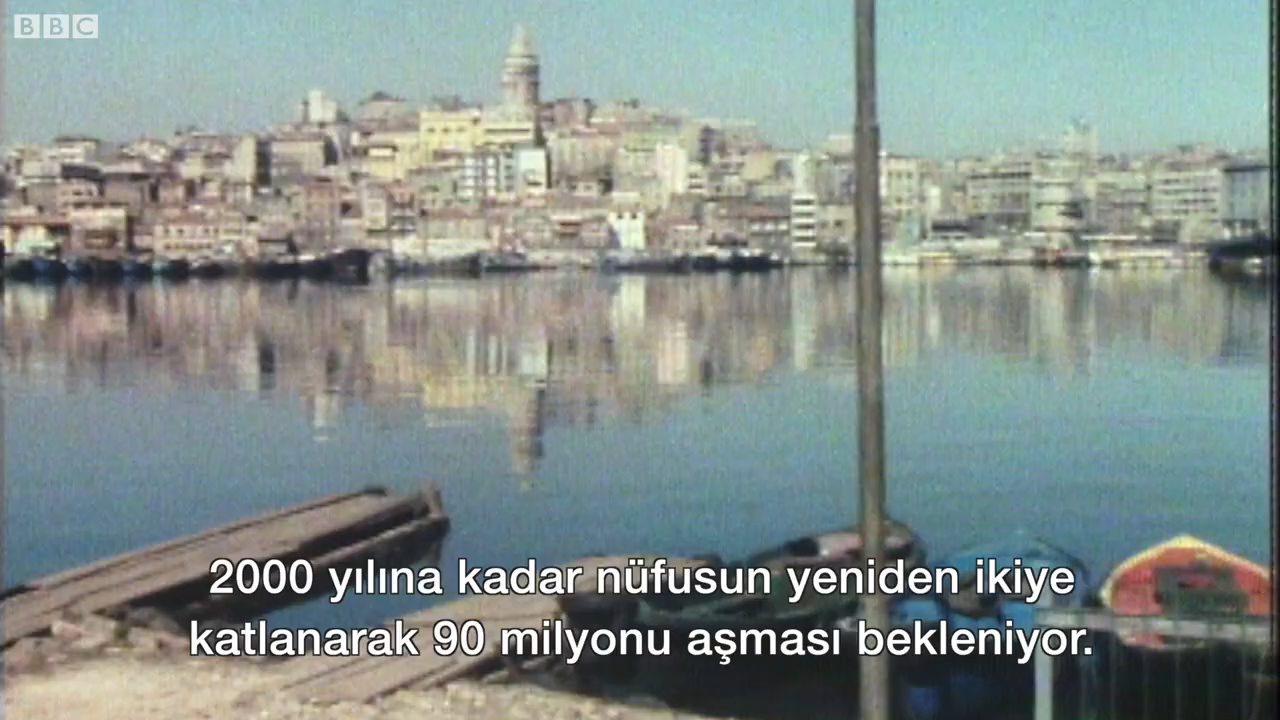 BBC
2000 yılına kadar nüfusun yeniden ikiye
katlanarak 90 milyonu aşması bekleniyor.